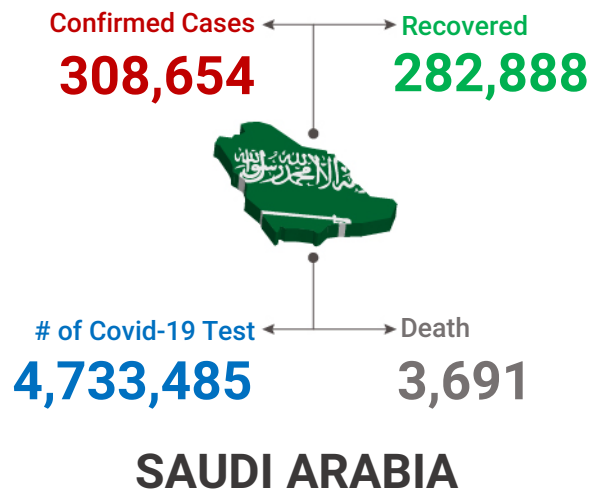 Confirmed Cases
308,654
Recovered
282,888
# of Covid-19 Test
4,733,485
Death
3,691
SAUDI ARABIA